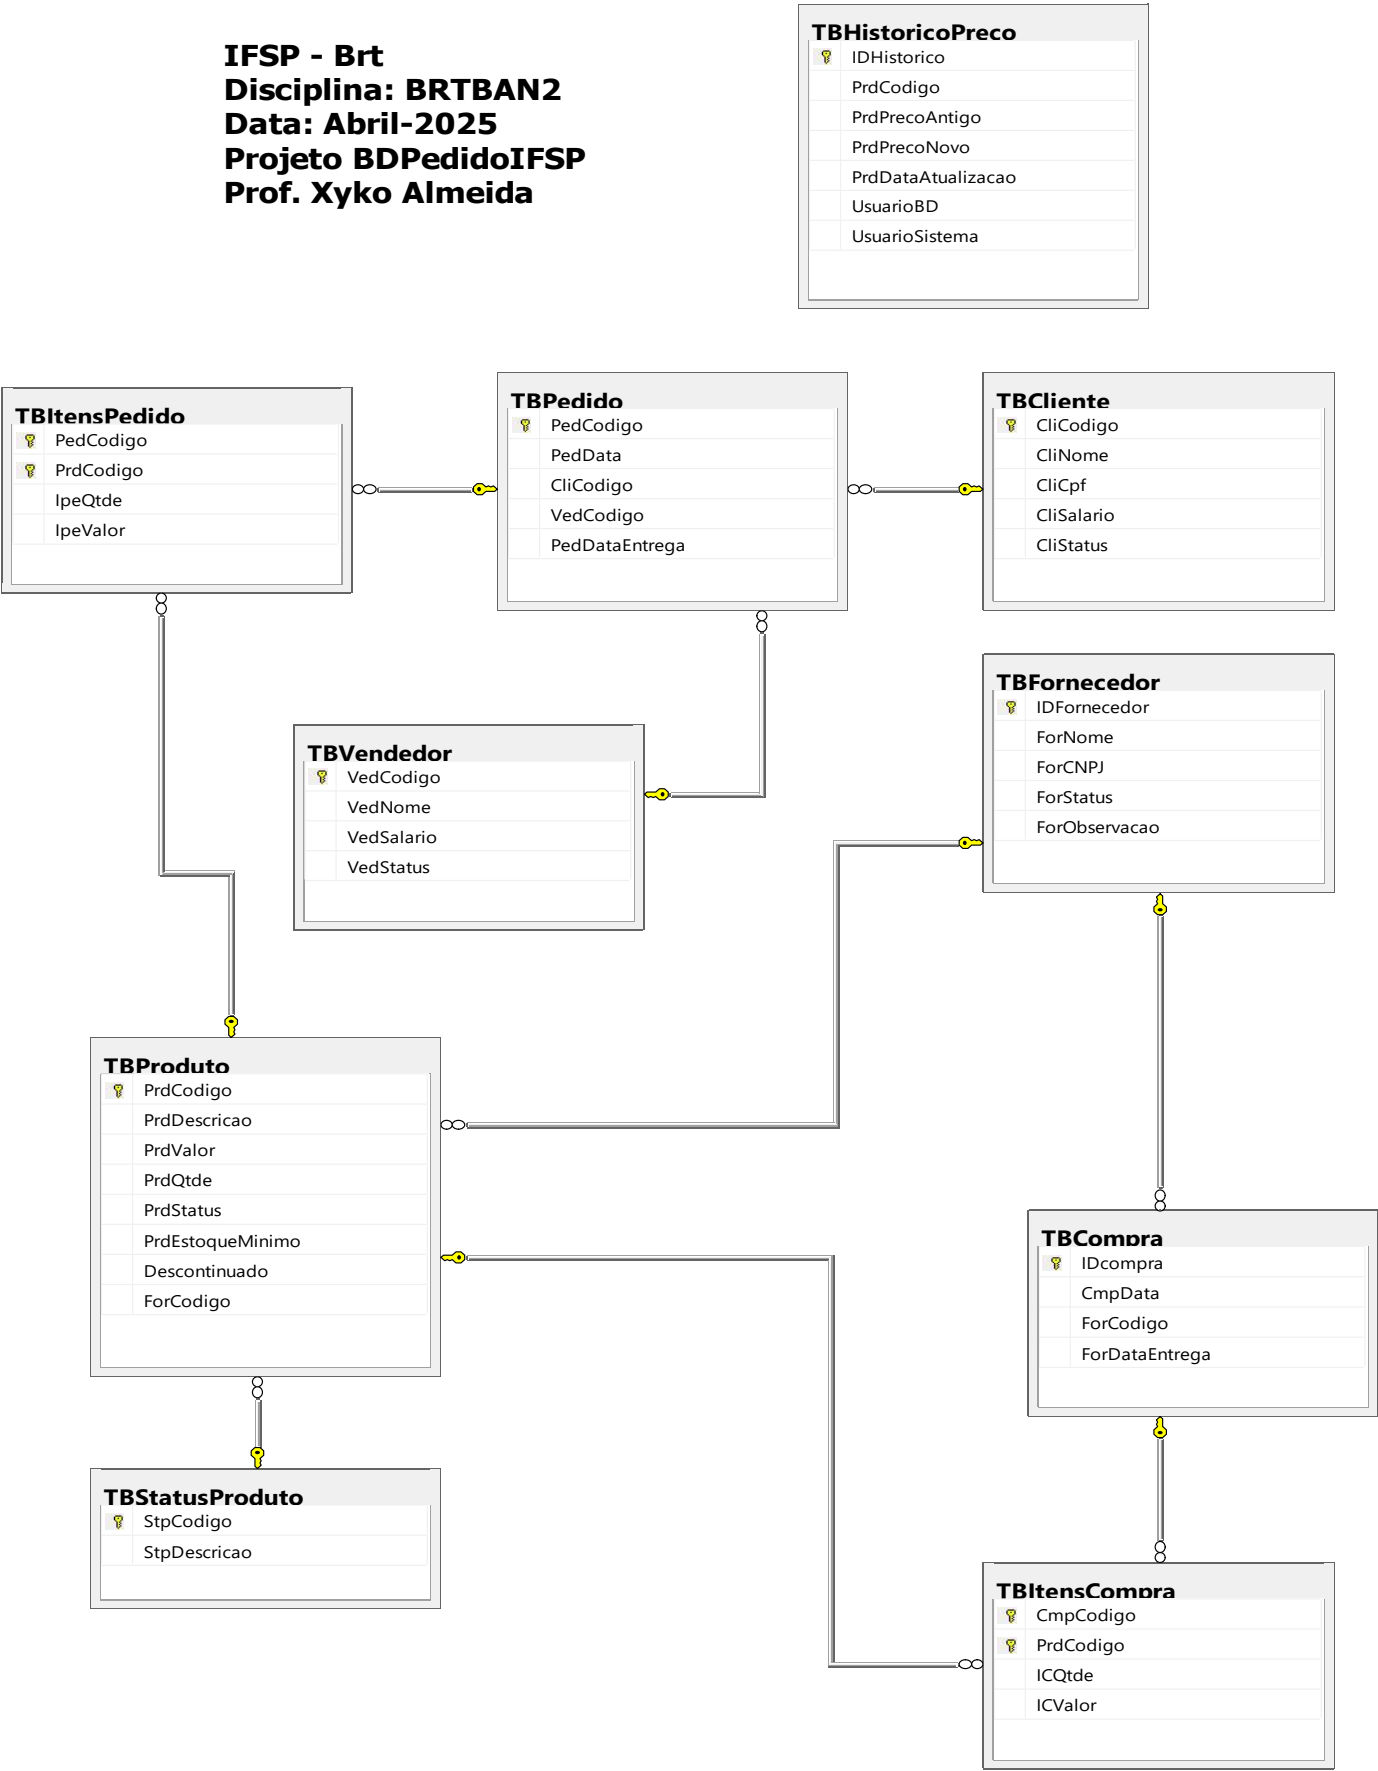 IFSP - Brt
Disciplina: BRTBAN2
Data: Abril-2025
Projeto BDPedidoIFSP
Prof. Xyko Almeida
TBHistoricoPreco
IDHistorico
PrdCodigo
PrdPrecoAntigo
PrdPrecoNovo
PrdDataAtualizacao
UsuarioBD
UsuarioSistema
TBItensPedido
PedCodigo
PrdCodigo
IpeQtde
IpeValor
TBPedido
PedCodigo
PedData
CliCodigo
VedCodigo
PedDataEntrega
TBCliente
CliCodigo
CliNome
CliCpf
CliSalario
CliStatus
TBVendedor
VedCodigo
VedNome
VedSalario
VedStatus
TBFornecedor
IDFornecedor
ForNome
ForCNPJ
ForStatus
ForObservacao
TBProduto
PrdCodigo
PrdDescricao
PrdValor
PrdQtde
PrdStatus
PrdEstoqueMinimo
Descontinuado
ForCodigo
TBCompra
IDcompra
CmpData
ForCodigo
ForDataEntrega
TBStatusProduto
StpCodigo
StpDescricao
TBItensCompra
CmpCodigo
PrdCodigo
ICQtde
ICValor